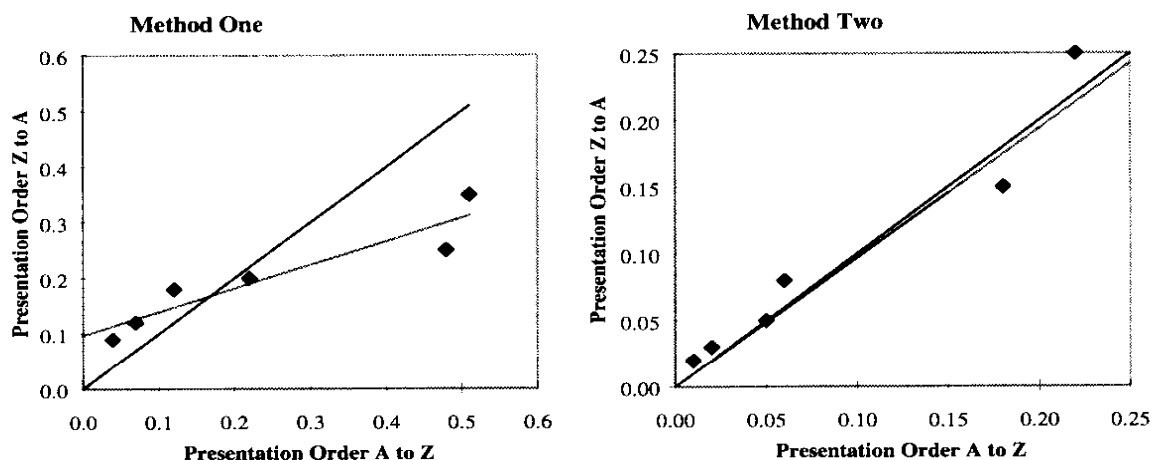 Method One
Presentation Order Z to A
0.6
0.5
0.4
0.3
0.2
0.1
0.0
0.0 0.1 0.2 0.3 0.4 0.5 0.6
Presentation Order A to Z
Method Two
Presentation Order Z to A
0.25
0.20
0.15
0.10
0.05
0.00
0.00 0.05 0.10 0.15 0.20 0.25
Presentation Order A to Z